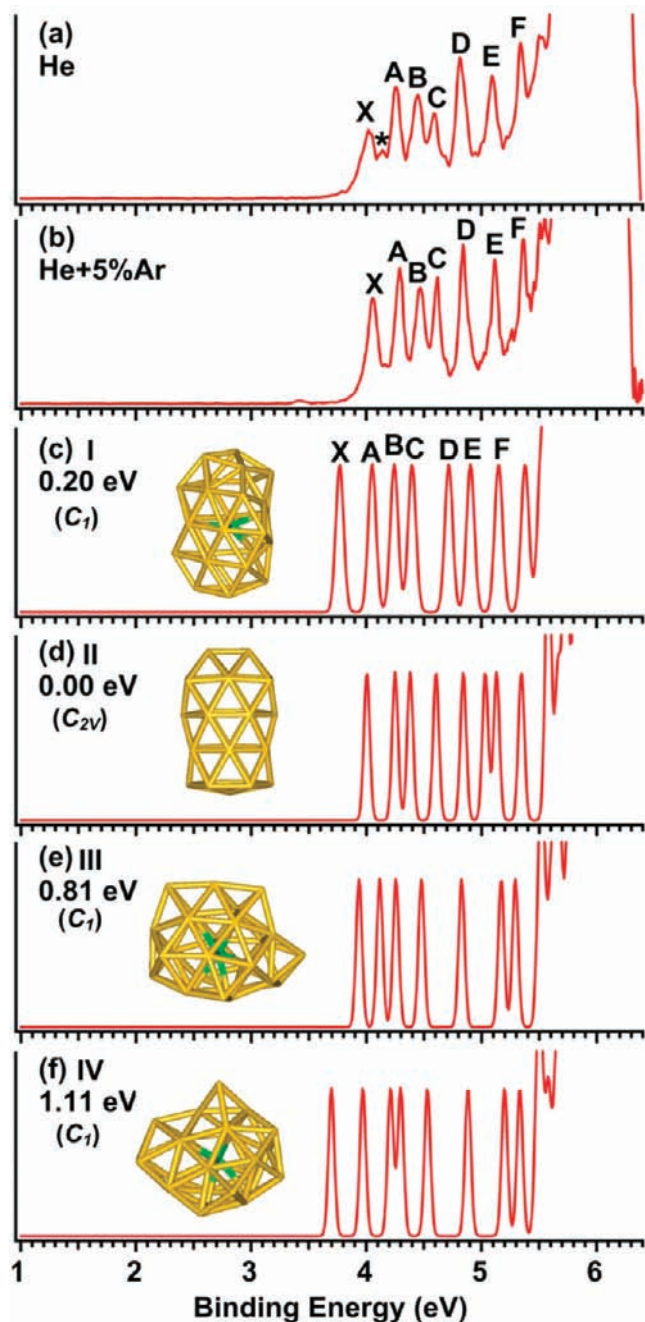 (a)
He
X
*
A
B
C
D
E
F
(b)
He+5%Ar
X
A
B
C
D
E
F
(c) I
0.20 eV
(C1)
X
A
B
C
D
E
F
(d) II
0.00 eV
(C2V)
(e) III
0.81 eV
(C1)
(f) IV
1.11 eV
(C1)
1 2 3 4 5 6
Binding Energy (eV)